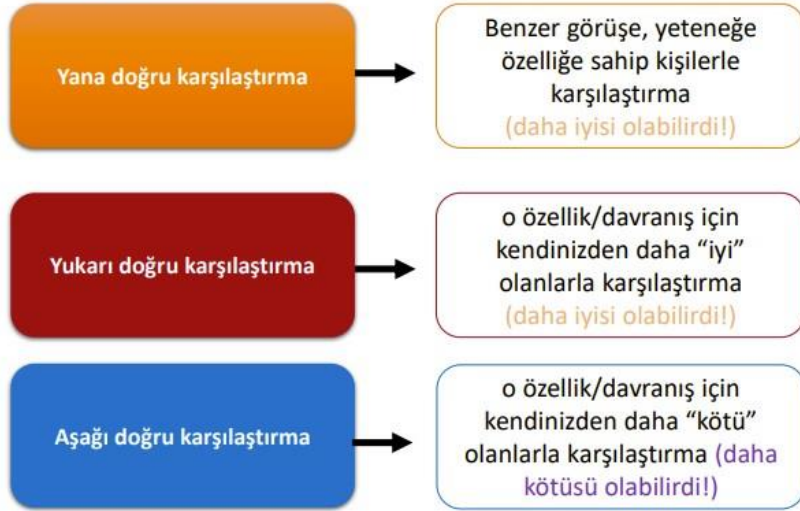 Yana doğru karşılaştırma
Benzer görüşe, yeteneğe
özelliğe sahip kişilerle
karşılaştırma
(daha iyisi olabilirdi!)
Yukarı doğru karşılaştırma
o özellik/davranış için
kendinizden daha “iyi”
olanlarla karşılaştırma
(daha iyisi olabilirdi!)
Aşağı doğru karşılaştırma
o özellik/davranış için
kendinizden daha “kötü”
olanlarla karşılaştırma (daha
kötüsü olabilirdi!)